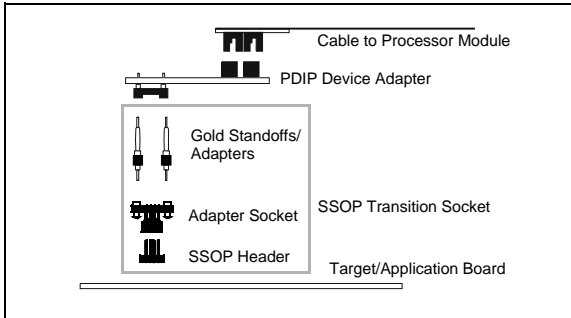 Cable to Processor Module
PDIP Device Adapter
Gold Standoffs/
Adapters
Adapter Socket
SSOP Transition Socket
SSOP Header
Target/Application Board